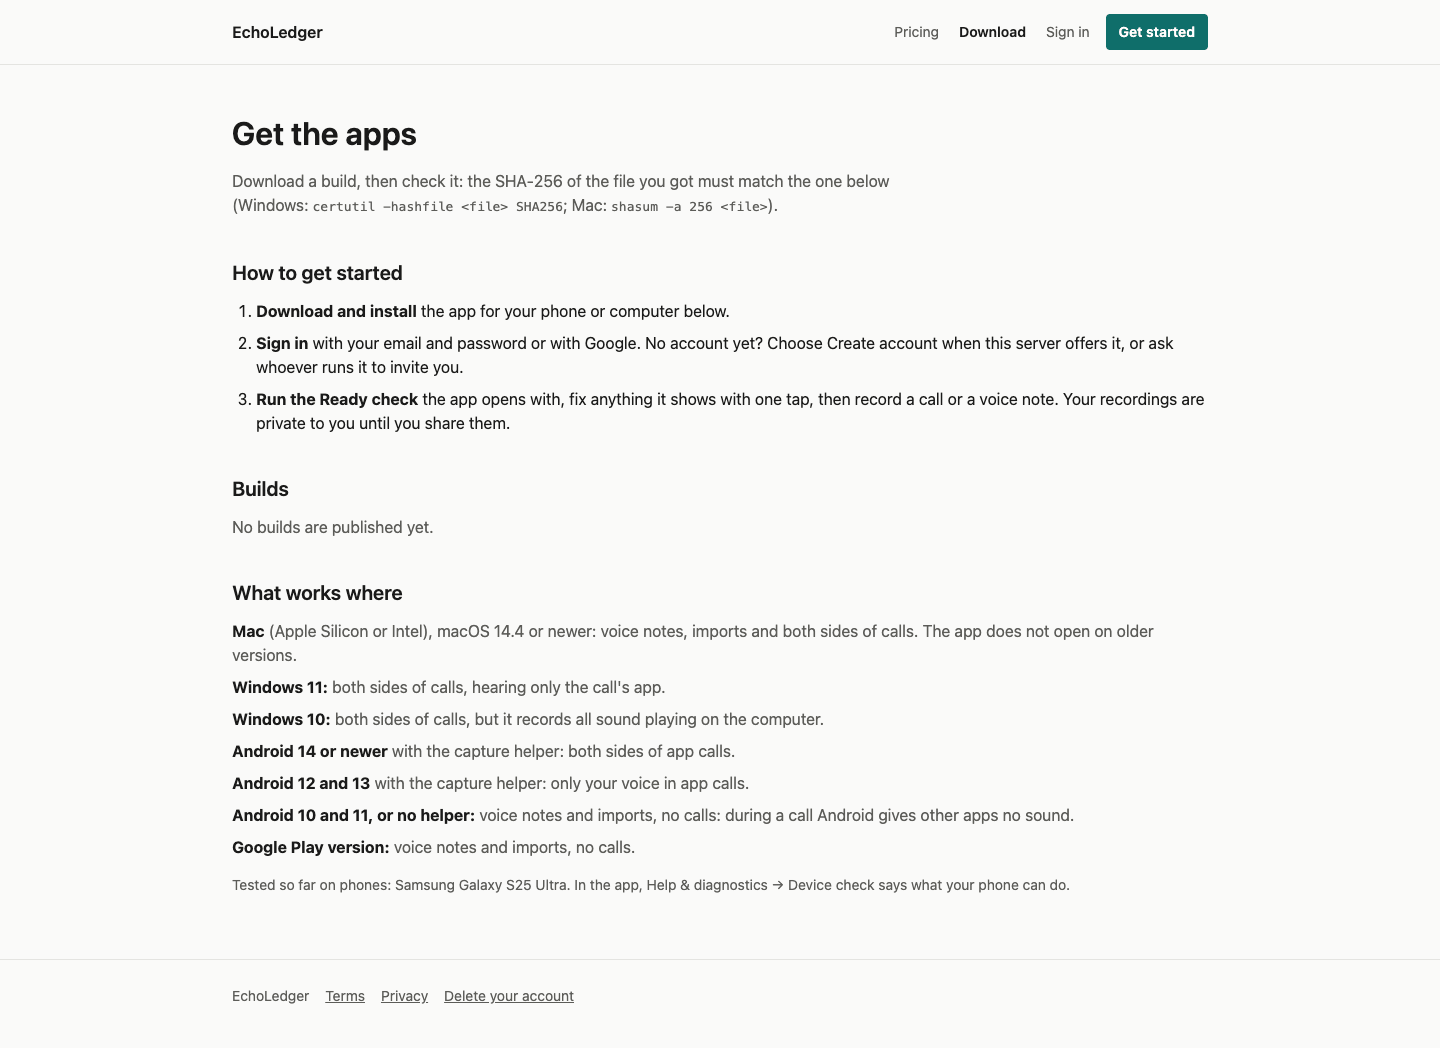 EchoLedger
Pricing Download Sign in Get started
Get the apps
Download a build, then check it: the SHA-256 of the file you got must match the one below
(Windows: certutil -hashfile <file> SHA256; Mac: shasum -a 256 <file>).
How to get started
1. Download and install the app for your phone or computer below.
2. Sign in with your email and password or with Google. No account yet? Choose Create account when this server offers it, or ask
whoever runs it to invite you.
3. Run the Ready check the app opens with, fix anything it shows with one tap, then record a call or a voice note. Your recordings are
private to you until you share them.
Builds
No builds are published yet.
What works where
Mac (Apple Silicon or Intel), macOS 14.4 or newer: voice notes, imports and both sides of calls. The app does not open on older
versions.
Windows 11: both sides of calls, hearing only the call's app.
Windows 10: both sides of calls, but it records all sound playing on the computer.
Android 14 or newer with the capture helper: both sides of app calls.
Android 12 and 13 with the capture helper: only your voice in app calls.
Android 10 and 11, or no helper: voice notes and imports, no calls: during a call Android gives other apps no sound.
Google Play version: voice notes and imports, no calls.
Tested so far on phones: Samsung Galaxy S25 Ultra. In the app, Help & diagnostics → Device check says what your phone can do.
EchoLedger Terms Privacy Delete your account